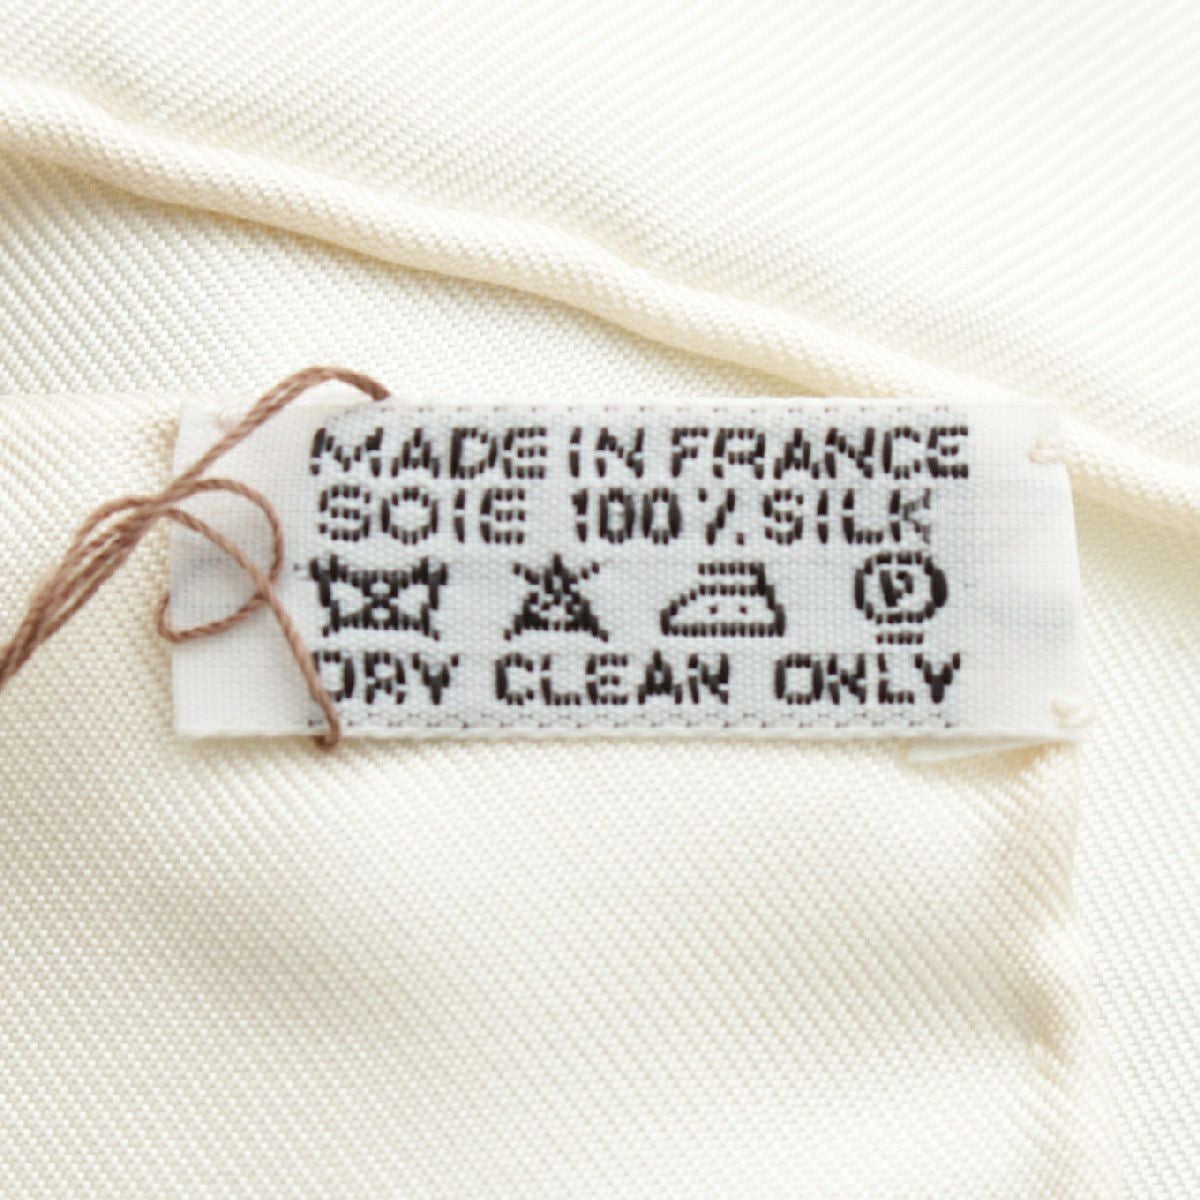 MADE IN FRANCE
SOIE 100% SILK
P
DRY CLEAN ONLY